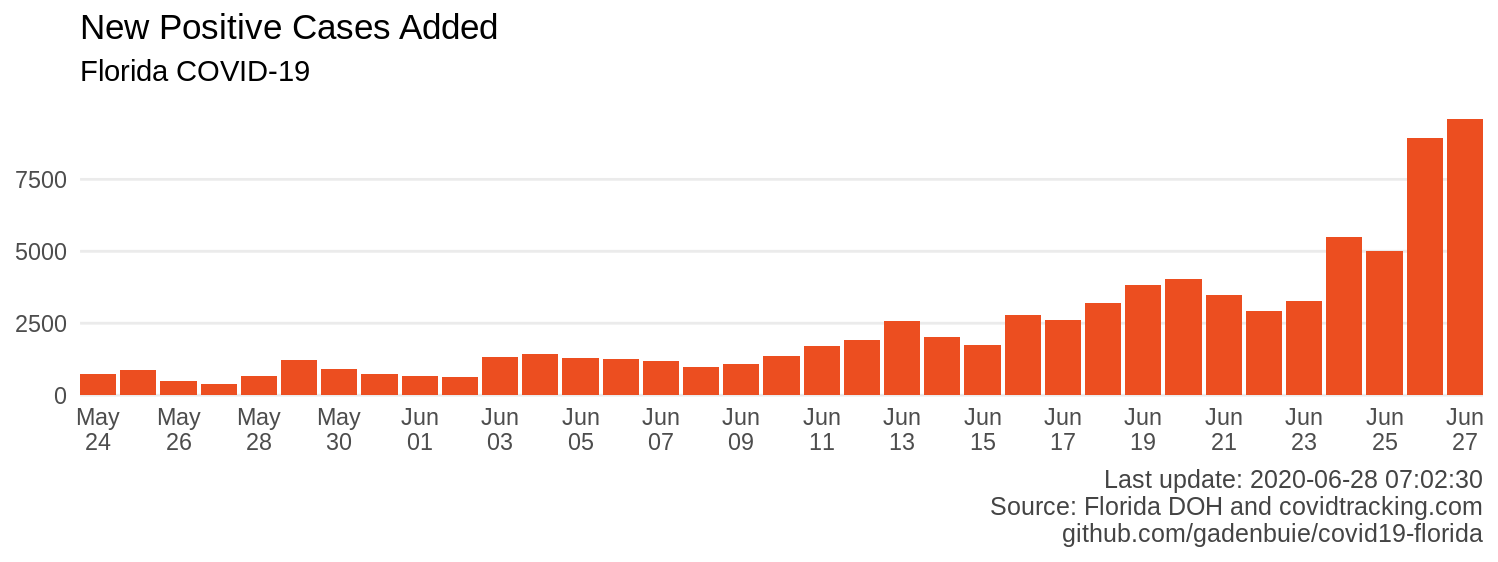 New Positive Cases Added
Florida COVID-19
7500
5000
2500
0
May May May May Jun Jun Jun Jun Jun Jun Jun Jun Jun Jun Jun Jun Jun Jun
24 26 28 30 01 03 05 07 09 11 13 15 17 19 21 23 25 27
Last update: 2020-06-28 07:02:30
Source: Florida DOH and covidtracking.com
github.com/gadenbuie/covid19-florida